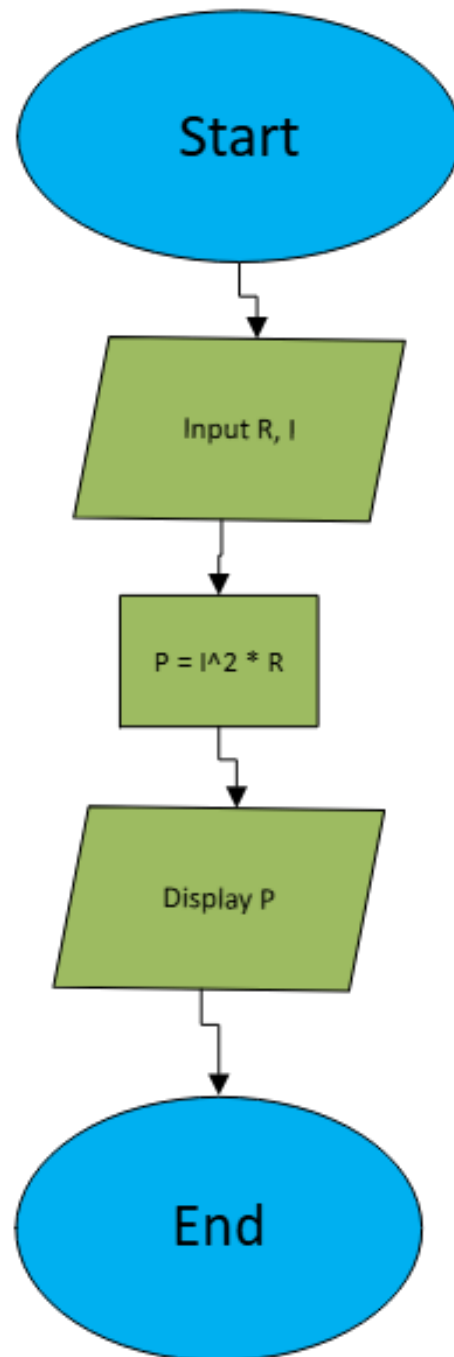 Start
Input R, I
P = I^2 * R
Display P
End